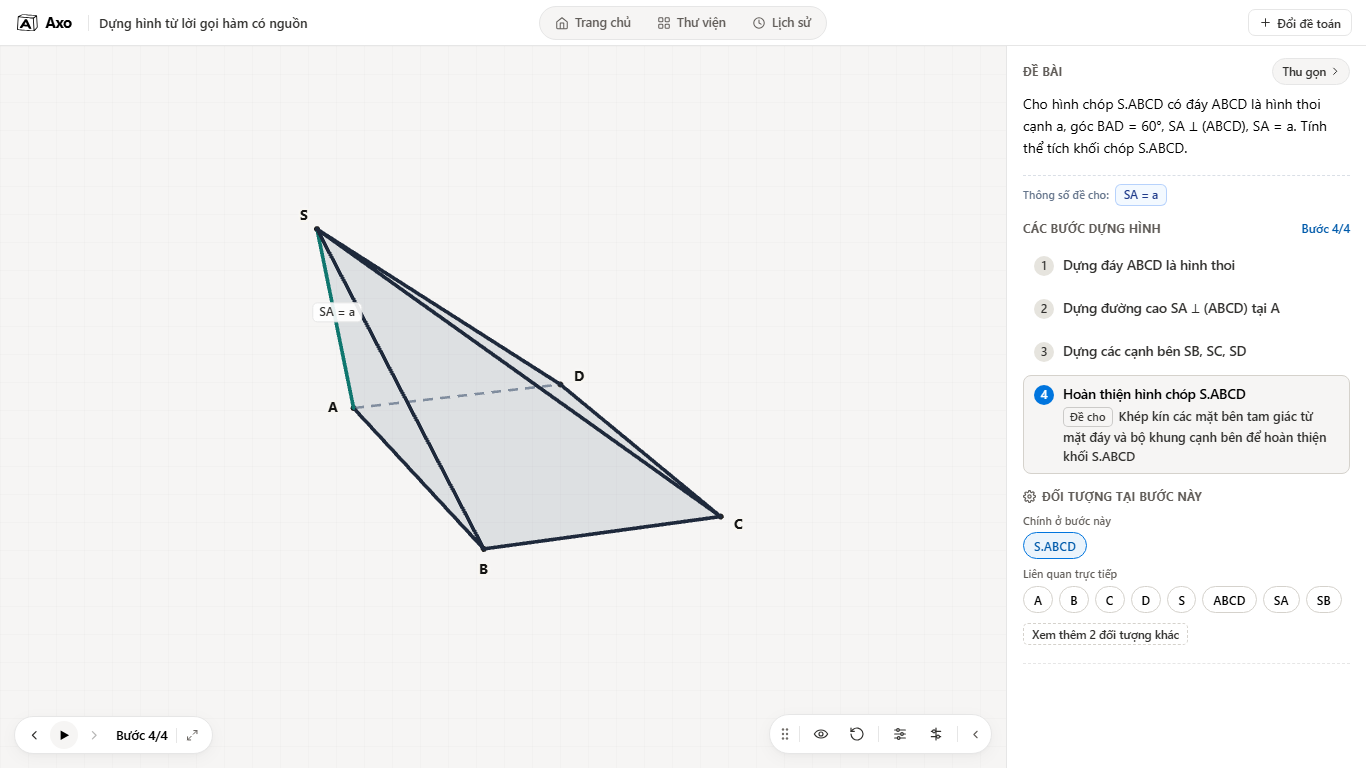 Axo
Dựng hình từ lời gọi hàm có nguồn
Trang chủ
Thư viện
Lịch sử
Đổi đề toán
ĐỀ BÀI
Thu gọn
Cho hình chóp S.ABCD có đáy ABCD là hình thoi
cạnh a, góc BAD = 60°, SA ⊥ (ABCD), SA = a. Tính
thể tích khối chóp S.ABCD.
Thông số đề cho:
SA = a
CÁC BƯỚC DỰNG HÌNH
Bước 4/4
1 Dựng đáy ABCD là hình thoi
2 Dựng đường cao SA ⊥ (ABCD) tại A
3 Dựng các cạnh bên SB, SC, SD
4 Hoàn thiện hình chóp S.ABCD
Đề cho Khép kín các mặt bên tam giác từ
mặt đáy và bộ khung cạnh bên để hoàn thiện
khối S.ABCD
ĐỐI TƯỢNG TẠI BƯỚC NÀY
Chính ở bước này
S.ABCD
Liên quan trực tiếp
A B C D S ABCD SA SB
Xem thêm 2 đối tượng khác
S
SA = a
D
A
C
B
Bước 4/4